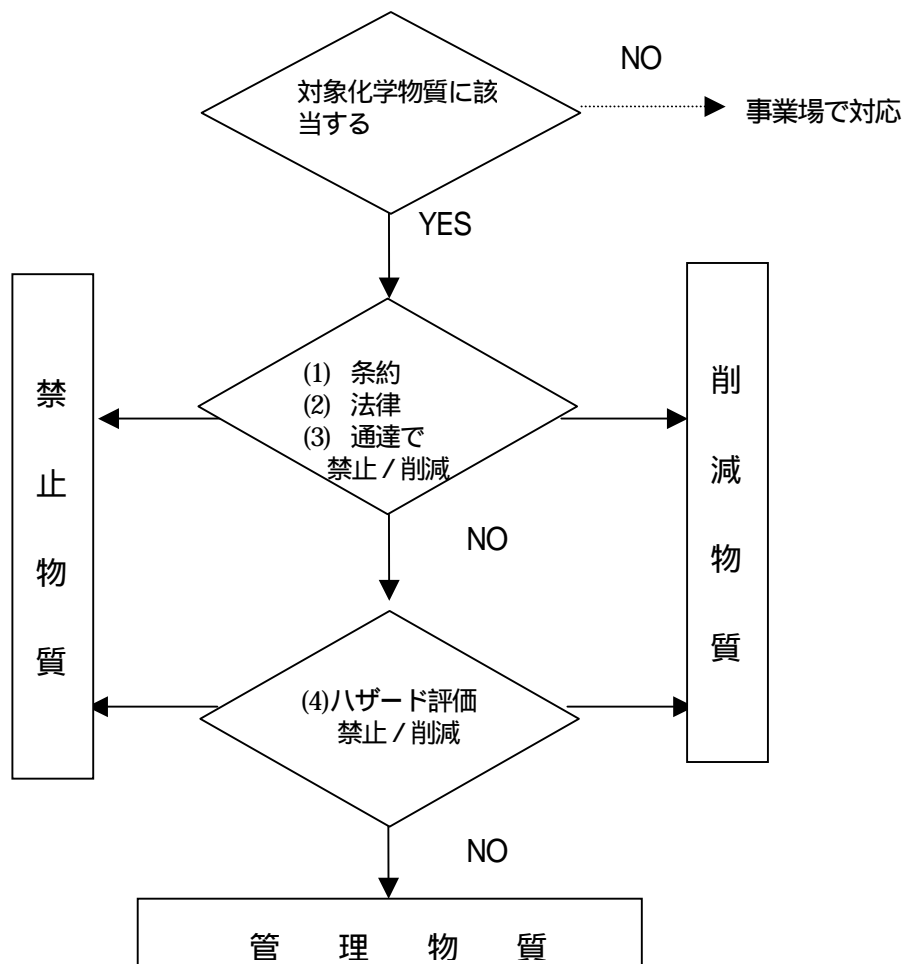 NO
対象化学物質に該
当する
事業場で対応
YES
禁止物質
(1) 条約
(2) 法律
(3) 通達で
禁止/削減
削減物質
NO
(4)ハザード評価
禁止/削減
NO
管理物質